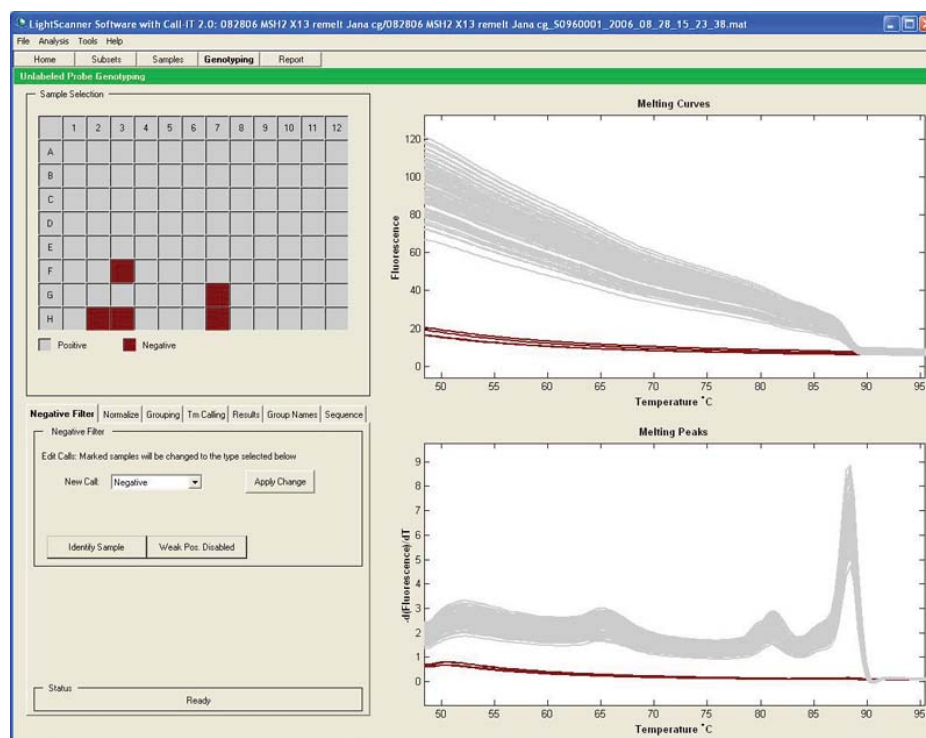 LightScanner Software with Call-IT 2.0: 082806 MSH2 X13 remelt Jana cg/082806 MSH2 X13 remelt Jana cg_S0960001_2006_08_28_15_23_38.mat
File Analysis Tools Help
Home Subsets Samples Genotyping Report
Unlabeled Probe Genotyping
Sample Selection
1 2 3 4 5 6 7 8 9 10 11 12
A
B
C
D
E
F
G
H
Positive Negative
Negative Filter Normalize Grouping Tm Calling Results Group Names Sequence
Negative Filter
Edit Calls: Marked samples will be changed to the type selected below
New Call: Negative Apply Change
Identify Sample Weak Pos. Disabled
Status
Ready
Melting Curves
Fluorescence
120
100
80
60
40
20
0
50 55 60 65 70 75 80 85 90 95
Temperature °C
Melting Peaks
-d(Fluorescence)/dT
9
8
7
6
5
4
3
2
1
0
50 55 60 65 70 75 80 85 90 95
Temperature °C